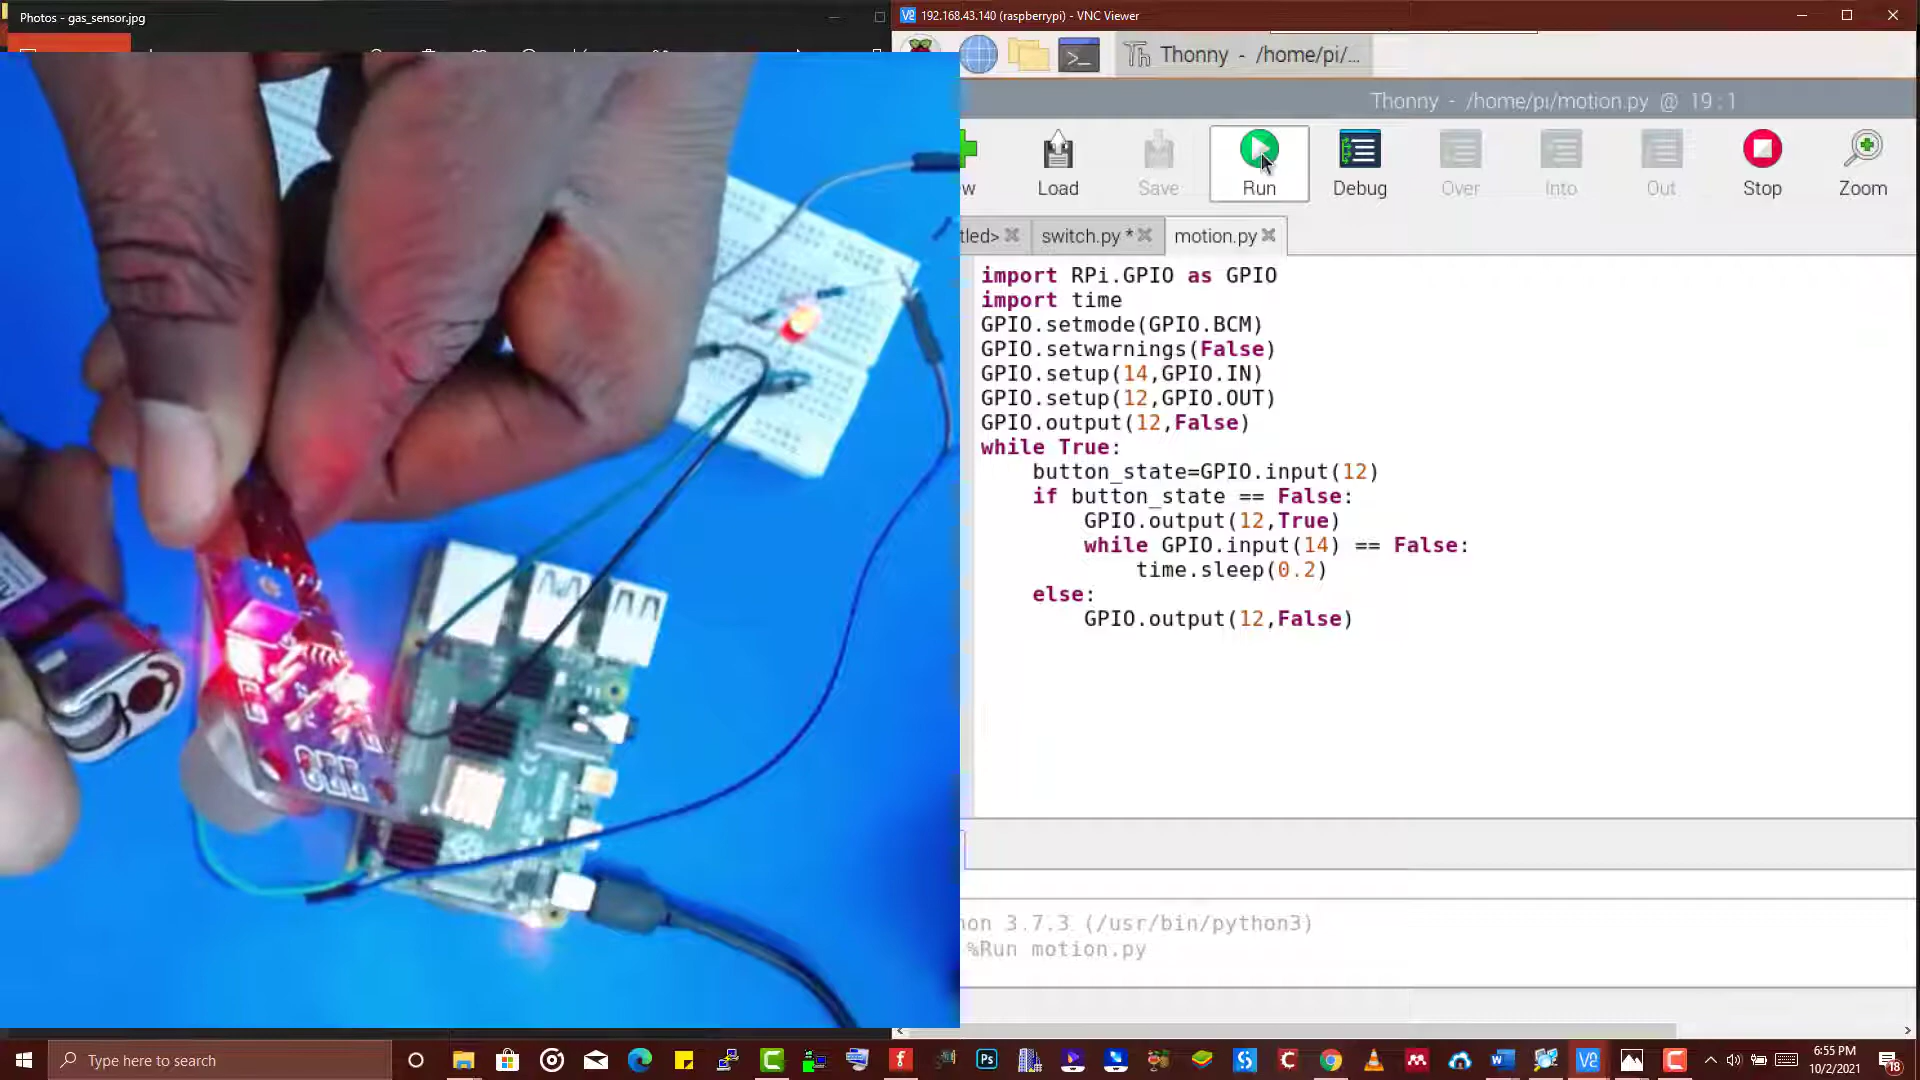 Photos - gas_sensor.jpg
VE 192.168.43.140 (raspberrypi) - VNC Viewer
Thonny - /home/pi/...
Thonny - /home/pi/motion.py @ 19:1
Load
Save
Run
Debug
Over
Into
Out
Stop
Zoom
switch.py *
motion.py
import RPi.GPIO as GPIO
import time
GPIO.setmode(GPIO.BCM)
GPIO.setwarnings(False)
GPIO.setup(14,GPIO.IN)
GPIO.setup(12,GPIO.OUT)
GPIO.output(12,False)
while True:
button_state=GPIO.input(12)
if button_state == False:
GPIO.output(12,True)
while GPIO.input(14) == False:
time.sleep(0.2)
else:
GPIO.output(12,False)
3.7.3 (/usr/bin/python3)
%Run motion.py
Type here to search
Ps
6:55 PM
10/2/2021
18